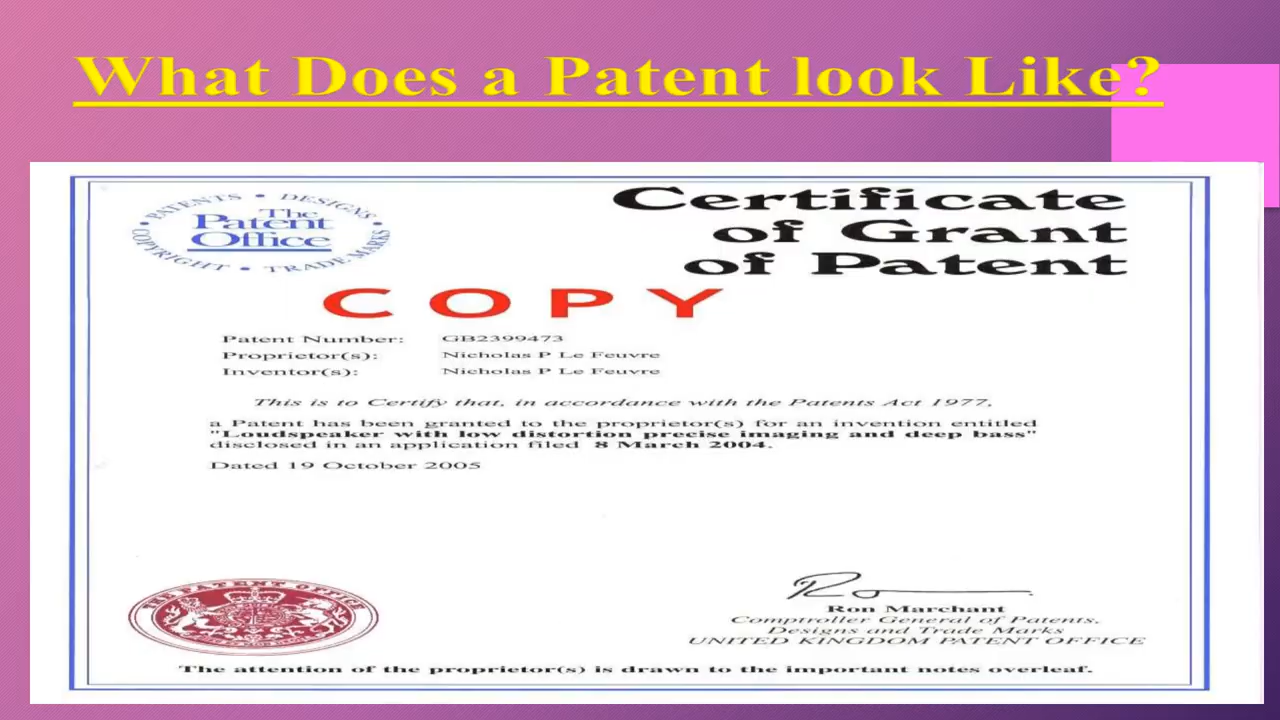 What Does a Patent look Like?
PATENTS • DESIGNS •
COPYRIGHT • TRADE MARKS
The
Patent
Office
Certificate
of Grant
of Patent
COPY
Patent Number: GB2399473
Proprietor(s): Nicholas P Le Feuvre
Inventor(s): Nicholas P Le Feuvre
This is to Certify that, in accordance with the Patents Act 1977,
a Patent has been granted to the proprietor(s) for an invention entitled
"Loudspeaker with low distortion precise imaging and deep bass"
disclosed in an application filed 8 March 2004.
Dated 19 October 2005
THE PATENT OFFICE
Ron Marchant
Comptroller General of Patents,
Designs and Trade Marks
UNITED KINGDOM PATENT OFFICE
The attention of the proprietor(s) is drawn to the important notes overleaf.